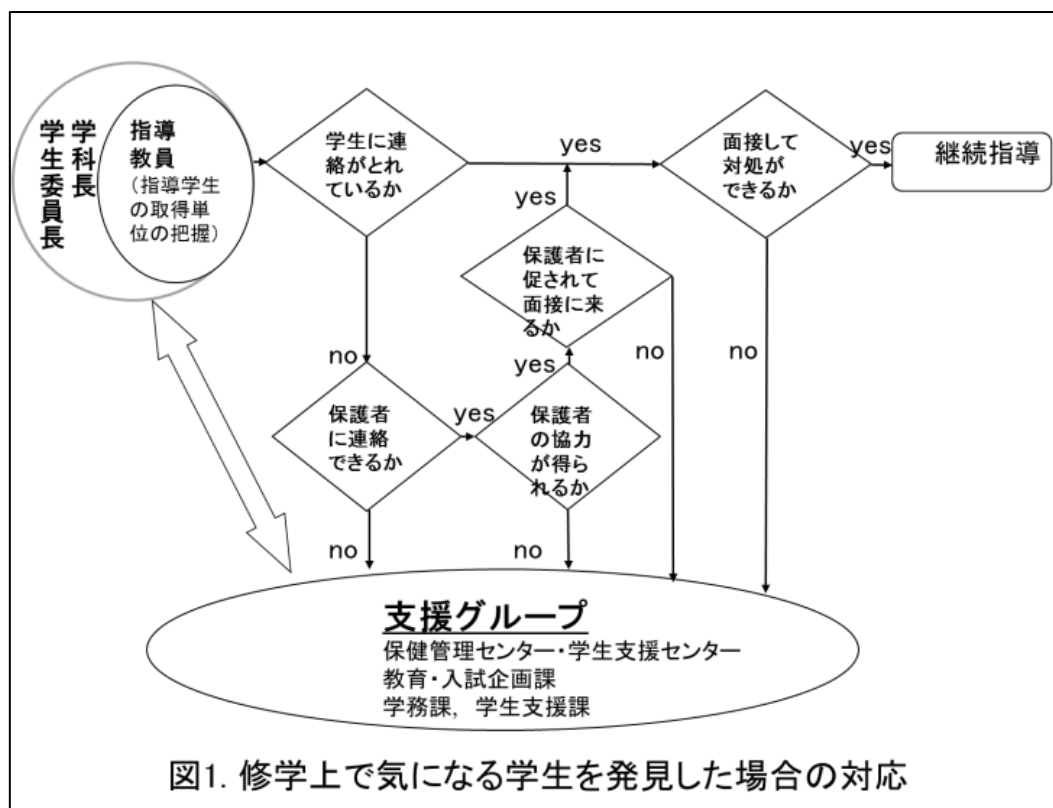 学生委員長
学科長
指導
教員
（指導学生
の取得単
位の把握）
学生に連
絡がとれ
ているか
yes
面接して
対処が
できるか
yes
継続指導
yes
保護者に
促されて
面接に来
るか
no
no
no
yes
保護者
に連絡
できるか
yes
保護者
の協力
が得ら
れるか
no
no
支援グループ
保健管理センター・学生支援センター
教育・入試企画課
学務課，学生支援課
図1. 修学上で気になる学生を発見した場合の対応